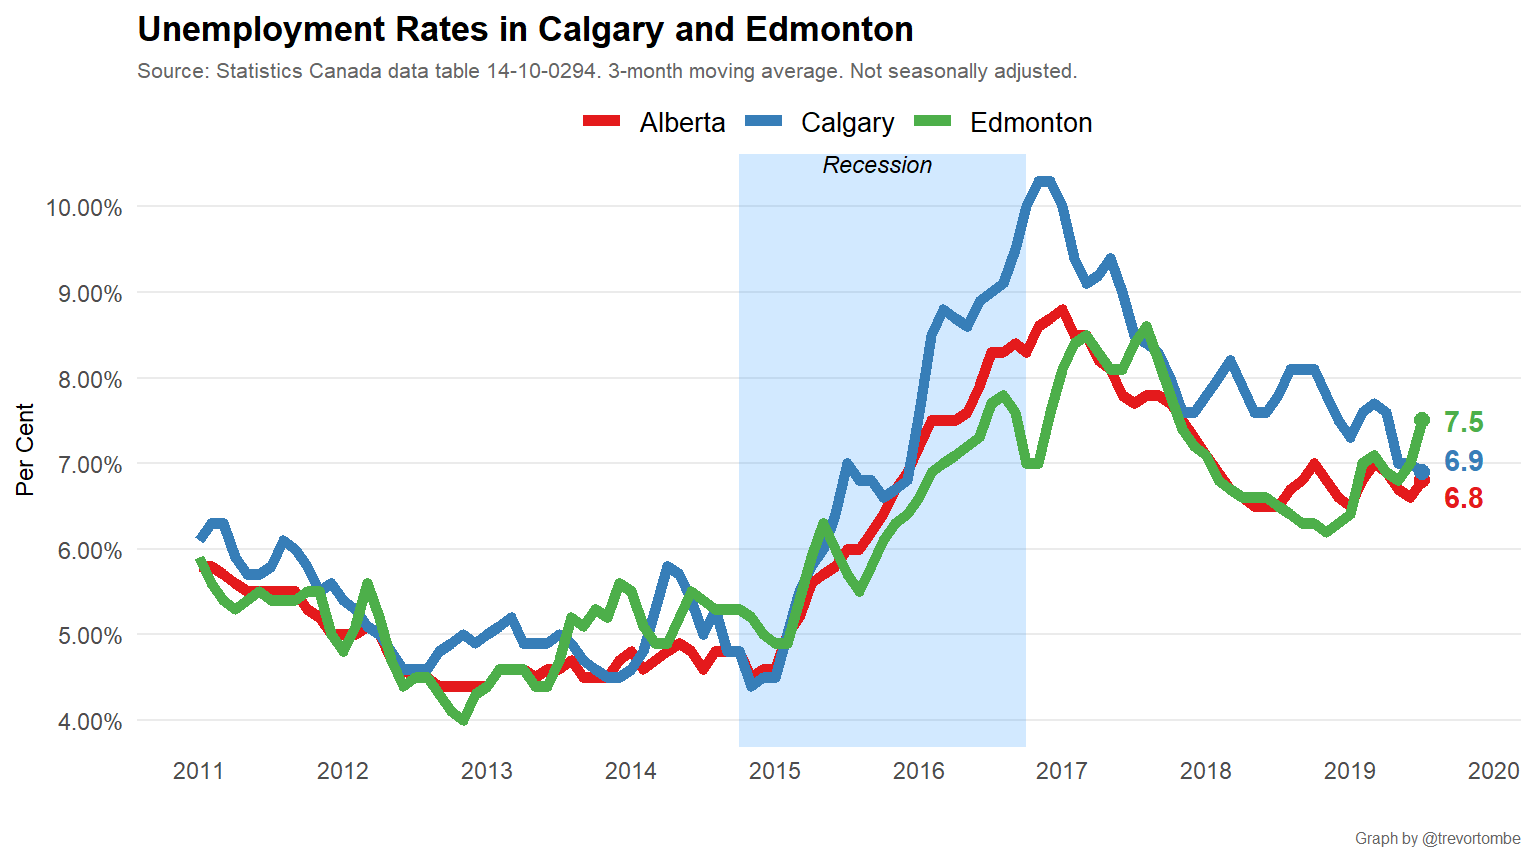 Unemployment Rates in Calgary and Edmonton
Source: Statistics Canada data table 14-10-0294. 3-month moving average. Not seasonally adjusted.
Alberta Calgary Edmonton
Recession
10.00%
9.00%
8.00%
7.00%
6.00%
5.00%
4.00%
Per Cent
7.5
6.9
6.8
2011 2012 2013 2014 2015 2016 2017 2018 2019 2020
Graph by @trevortombe